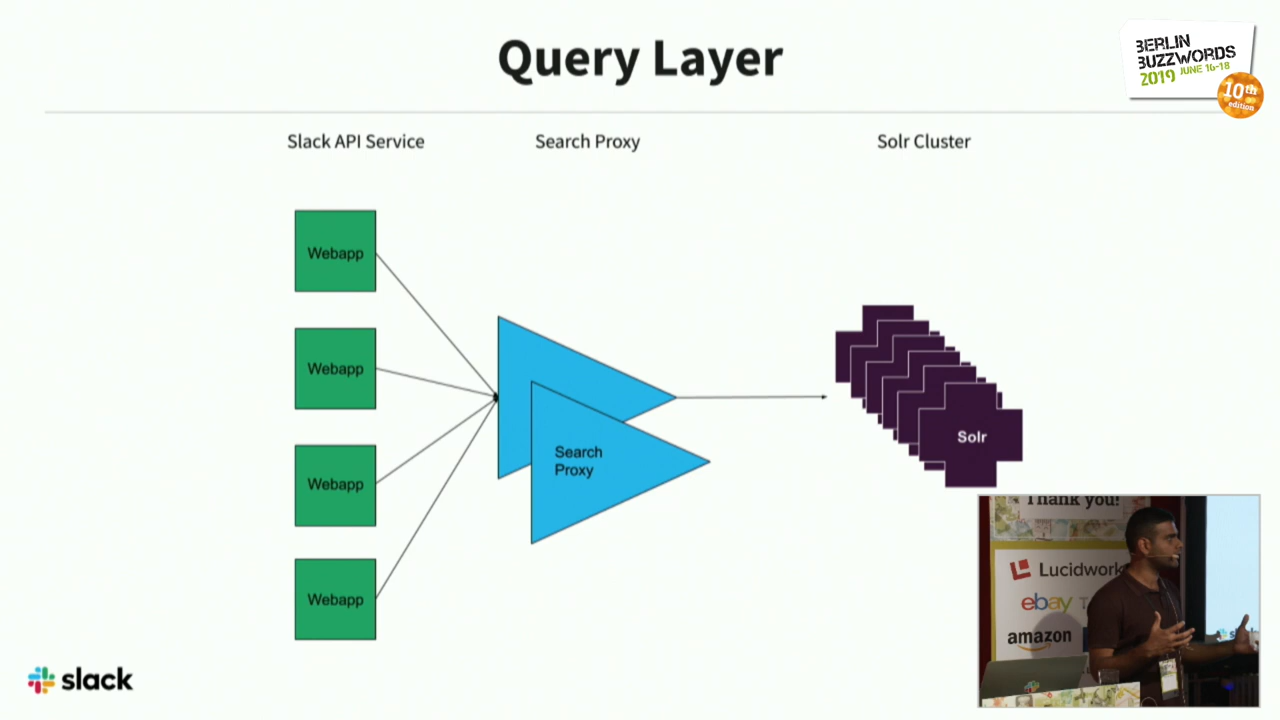 Query Layer
BERLIN
BUZZWORDS
2019 JUNE 16-18
10th
edition
Slack API Service
Search Proxy
Solr Cluster
Webapp
Webapp
Webapp
Webapp
Search
Proxy
Solr
Thank you!
Lucidwork
ebay
amazon
slack